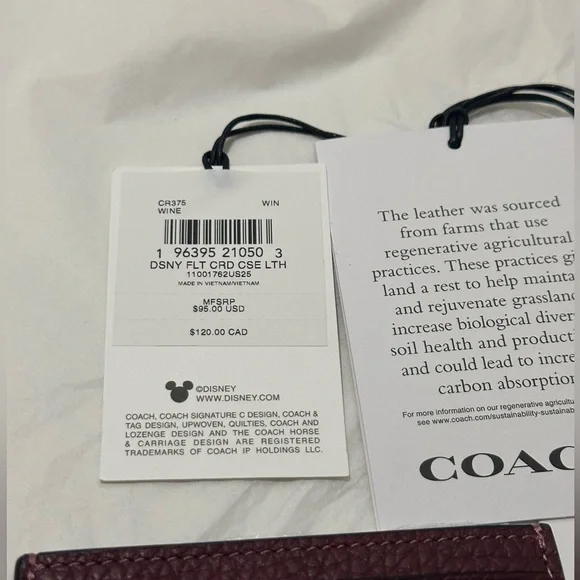 CR375 WIN
WINE
1 96395 21050 3
DSNY FLT CRD CSE LTH
11001762US25
MADE IN VIETNAM/VIETNAM
MFSRP
$95.00 USD
$120.00 CAD
©DISNEY
WWW.DISNEY.COM
COACH, COACH SIGNATURE C DESIGN, COACH &
TAG DESIGN, UPWOVEN, QUILTIES, COACH AND
LOZENGE DESIGN AND THE COACH HORSE
& CARRIAGE DESIGN ARE REGISTERED
TRADEMARKS OF COACH IP HOLDINGS LLC.
The leather was sourced
from farms that use
regenerative agricultural
practices. These practices
land a rest to help
and rejuvenate
increase biological
soil health and
and could lead to
carbon absorption
For more information on our regenerative
see www.coach.com/sustainability-
COAC